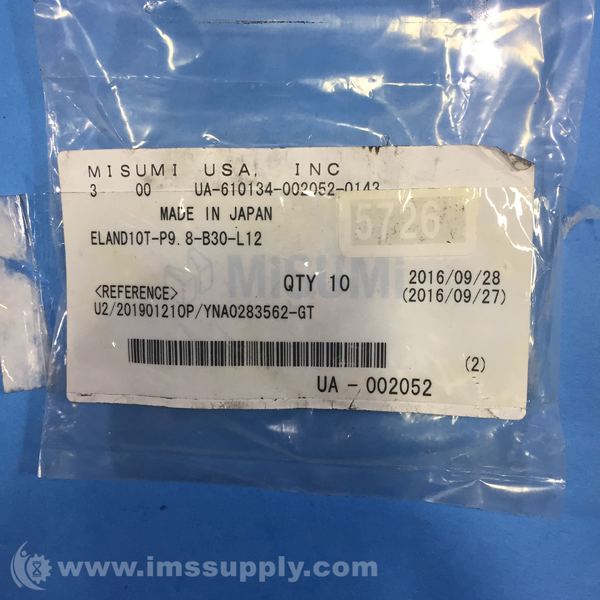 MISUMI USA, INC
3 00 UA-610134-002052-0143
MADE IN JAPAN
5726
ELAND10T-P9.8-B30-L12
MiSUMi
QTY 10 2016/09/28
<REFERENCE> (2016/09/27)
U2/201901210P/YNA0283562-GT
(2)
UA - 002052
www.imssupply.com